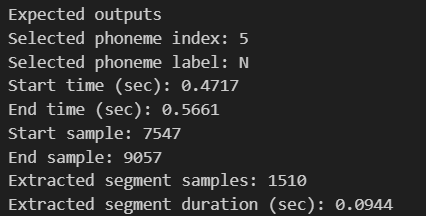 Expected outputs
Selected phoneme index: 5
Selected phoneme label: N
Start time (sec): 0.4717
End time (sec): 0.5661
Start sample: 7547
End sample: 9057
Extracted segment samples: 1510
Extracted segment duration (sec): 0.0944